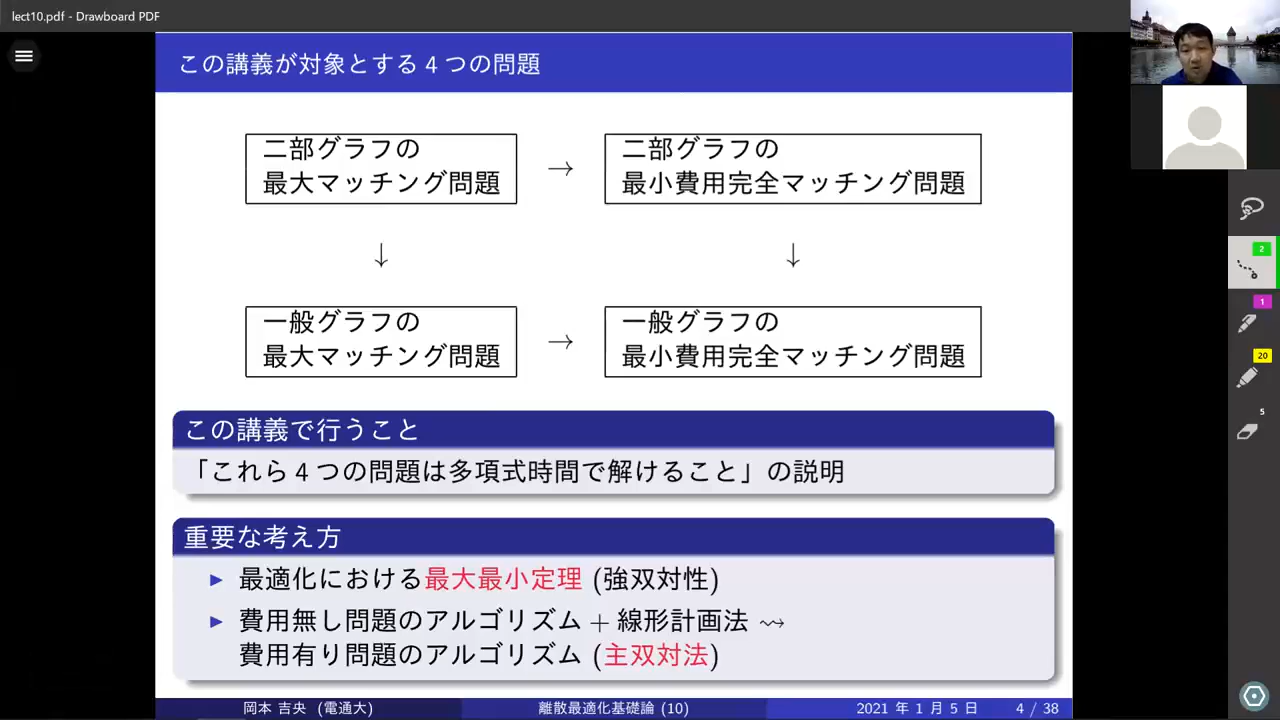 lect10.pdf - Drawboard PDF
この講義が対象とする 4 つの問題
二部グラフの
最大マッチング問題
→
二部グラフの
最小費用完全マッチング問題
↓
↓
一般グラフの
最大マッチング問題
→
一般グラフの
最小費用完全マッチング問題
この講義で行うこと
「これら 4 つの問題は多項式時間で解けること」の説明
重要な考え方
▶ 最適化における最大最小定理 (強双対性)
▶ 費用無し問題のアルゴリズム + 線形計画法 ⇝
費用有り問題のアルゴリズム (主双対法)
岡本 吉央 (電通大)
離散最適化基礎論 (10)
2021 年 1 月 5 日
4 / 38
2
1
20
5